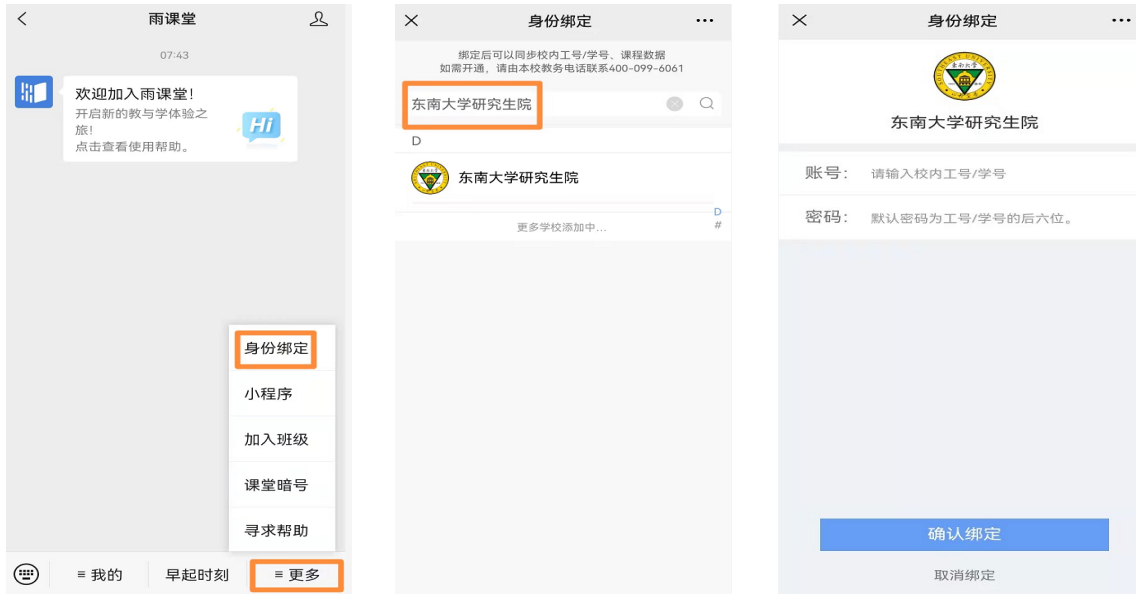 雨课堂
07:43
欢迎加入雨课堂！
开启新的教与学体验之
旅！
点击查看使用帮助。
Hi
身份绑定
小程序
加入班级
课堂暗号
寻求帮助
≡ 我的
早起时刻
≡ 更多
身份绑定
绑定后可以同步校内工号/学号、课程数据
如需开通，请由本校教务电话联系400-099-6061
东南大学研究生院
D
东南大学研究生院
D
#
更多学校添加中...
身份绑定
东南大学研究生院
账号：
请输入校内工号/学号
密码：
默认密码为工号/学号的后六位。
确认绑定
取消绑定